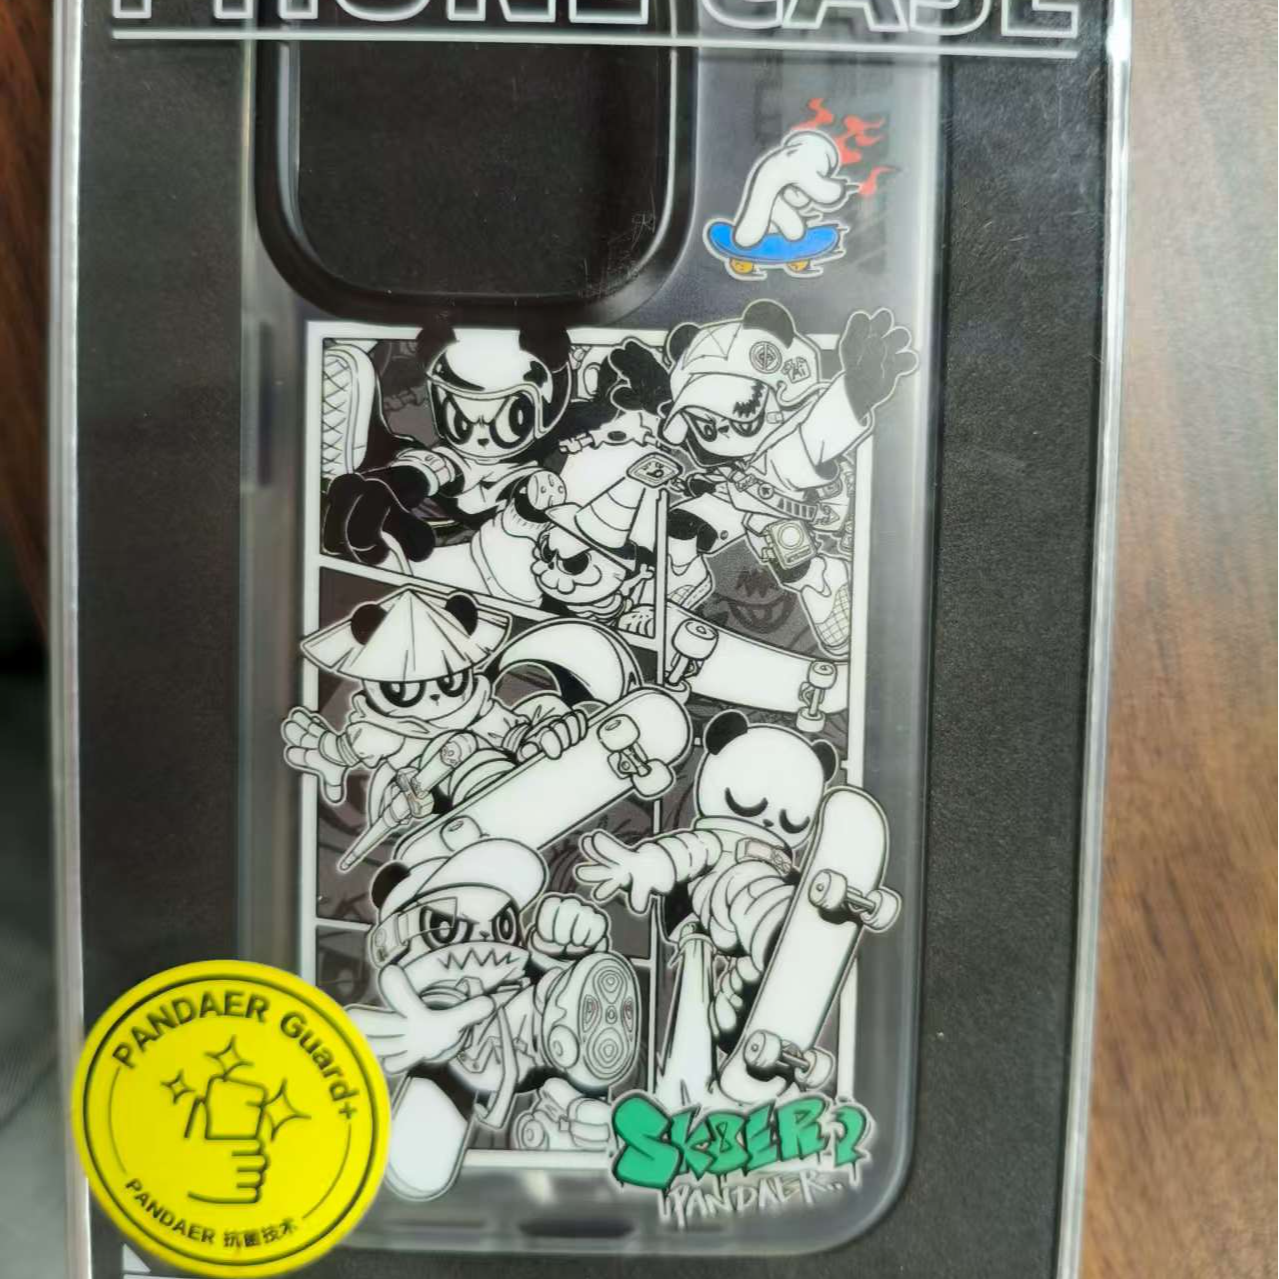 PHONE CASE
SK8ER?
PANDAER..
PANDAER Guard+
PANDAER 抗菌技术